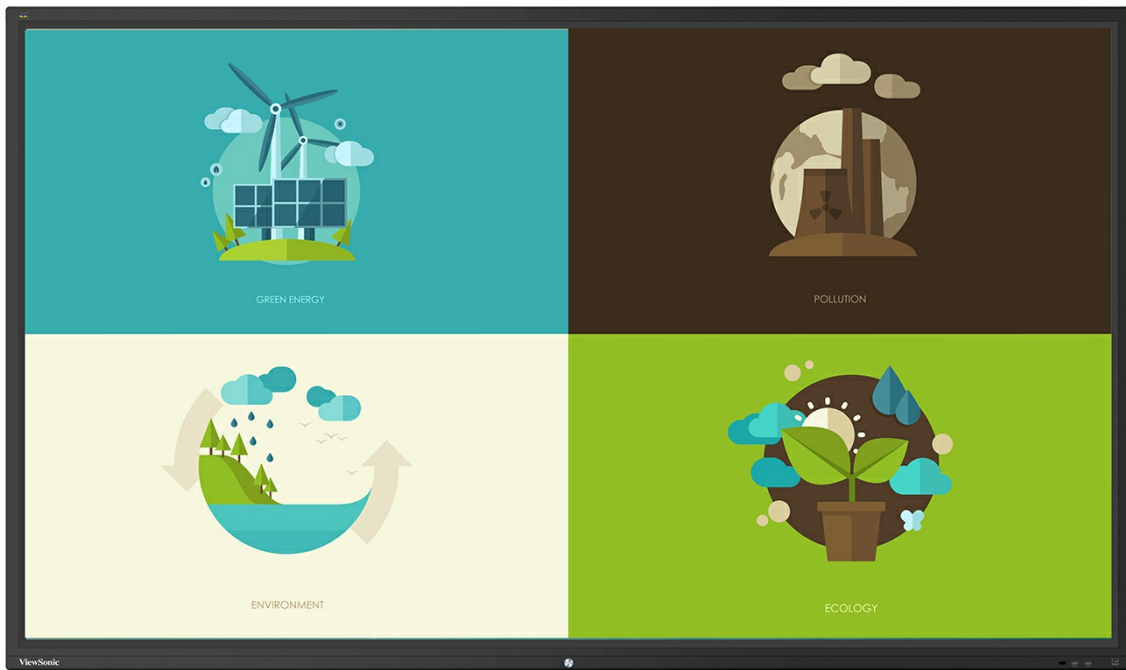 GREEN ENERGY
POLLUTION
ENVIRONMENT
ECOLOGY
ViewSonic